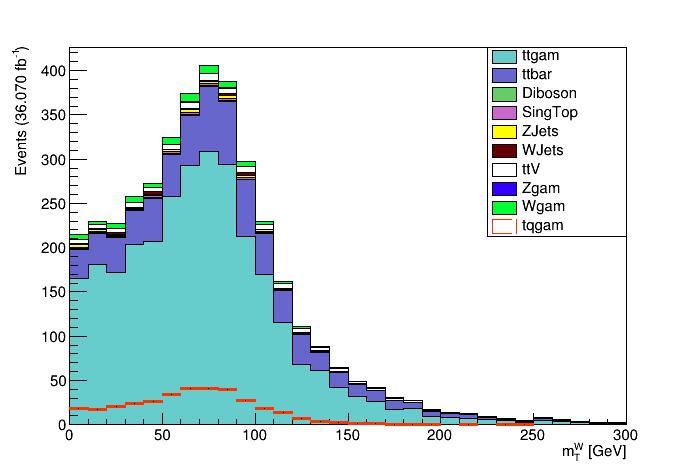 Events (36.070 fb⁻¹)
400
350
300
250
200
150
100
50
0
0 50 100 150 200 250 300
m_T^W [GeV]
ttgam
ttbar
Diboson
SingTop
ZJets
WJets
ttV
Zgam
Wgam
tqgam